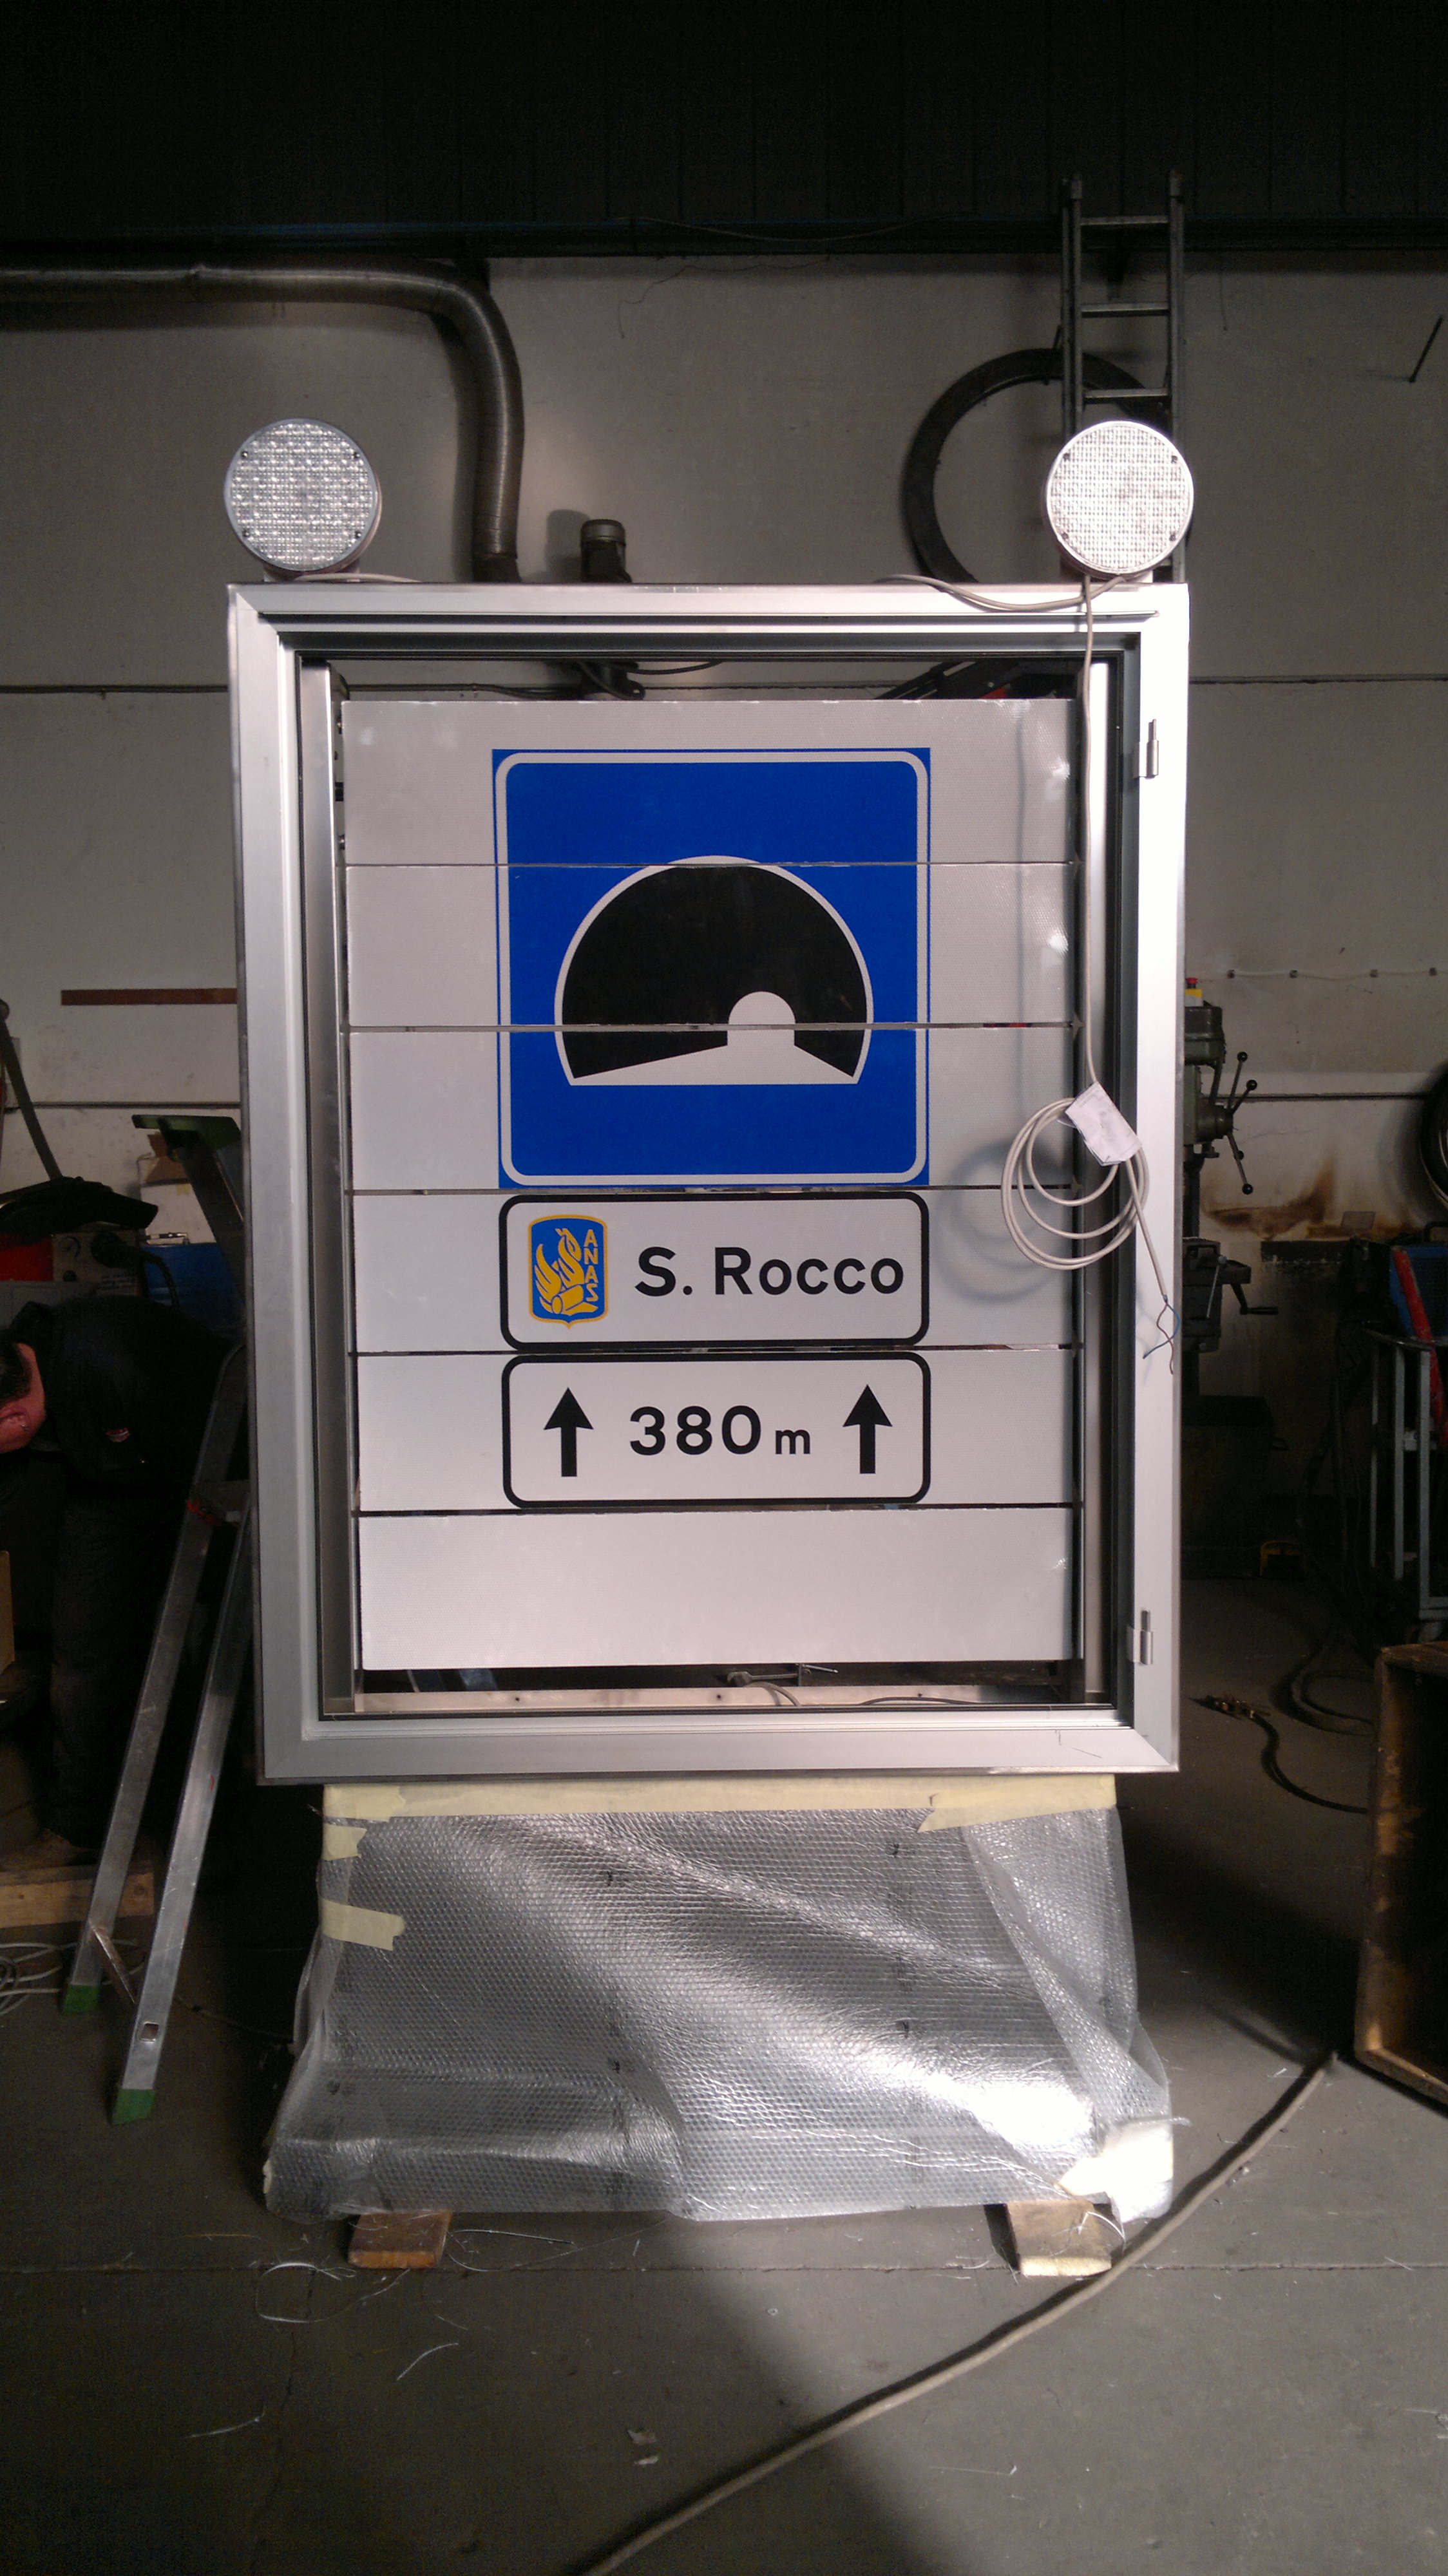 ANAS
S. Rocco
380 m